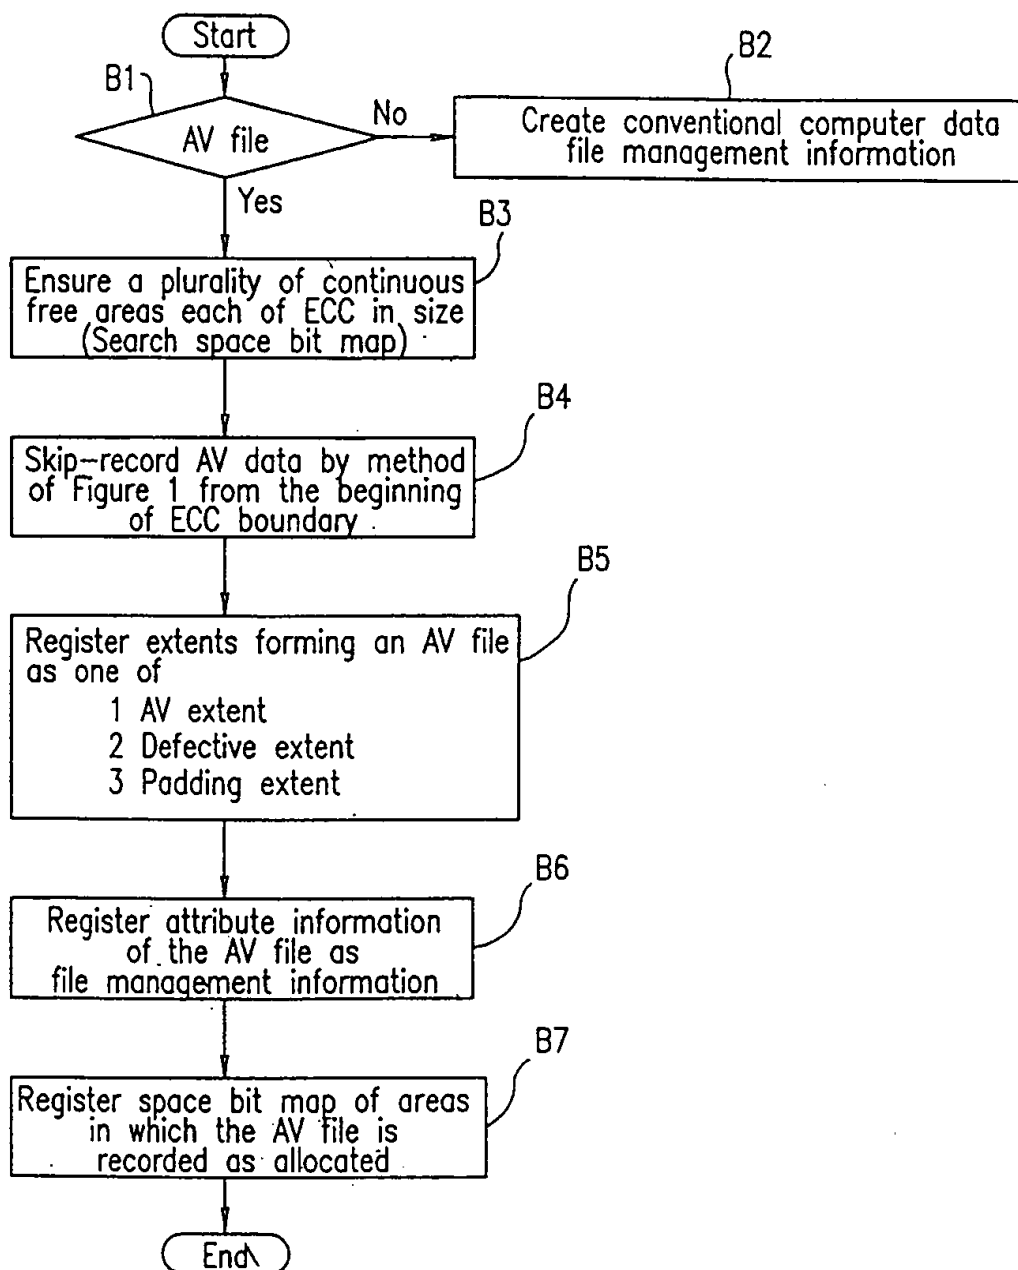 Start
B1
AV file
No
B2
Create conventional computer data
file management information
Yes
B3
Ensure a plurality of continuous
free areas each of ECC in size
(Search space bit map)
B4
Skip-record AV data by method
of Figure 1 from the beginning
of ECC boundary
B5
Register extents forming an AV file
as one of
1 AV extent
2 Defective extent
3 Padding extent
B6
Register attribute information
of the AV file as
file management information
B7
Register space bit map of areas
in which the AV file is
recorded as allocated
End